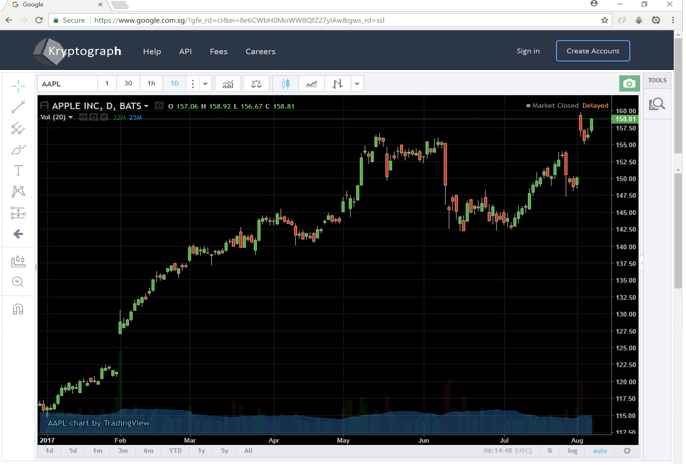 Google
Secure https://www.google.com.sg/?gfe_rd=cr&ei=8e6CWbH0MoWW8QfZ27yIAw&gws_rd=ssl
Kryptograph Help API Fees Careers Sign in Create Account
AAPL 1 30 1h 1D
TOOLS
APPLE INC, D, BATS O 157.06 H 158.92 L 156.67 C 158.81
Market Closed Delayed
Vol (20) 22M 25M
160.00
158.81
157.50
155.00
152.50
150.00
147.50
145.00
142.50
140.00
137.50
135.00
132.50
130.00
127.50
125.00
122.50
120.00
117.50
115.00
112.50
AAPL chart by TradingView
2017 Feb Mar Apr May Jun Jul Aug
1d 5d 1m 3m 6m YTD 1y 5y All 06:14:48 (UTC) % log auto